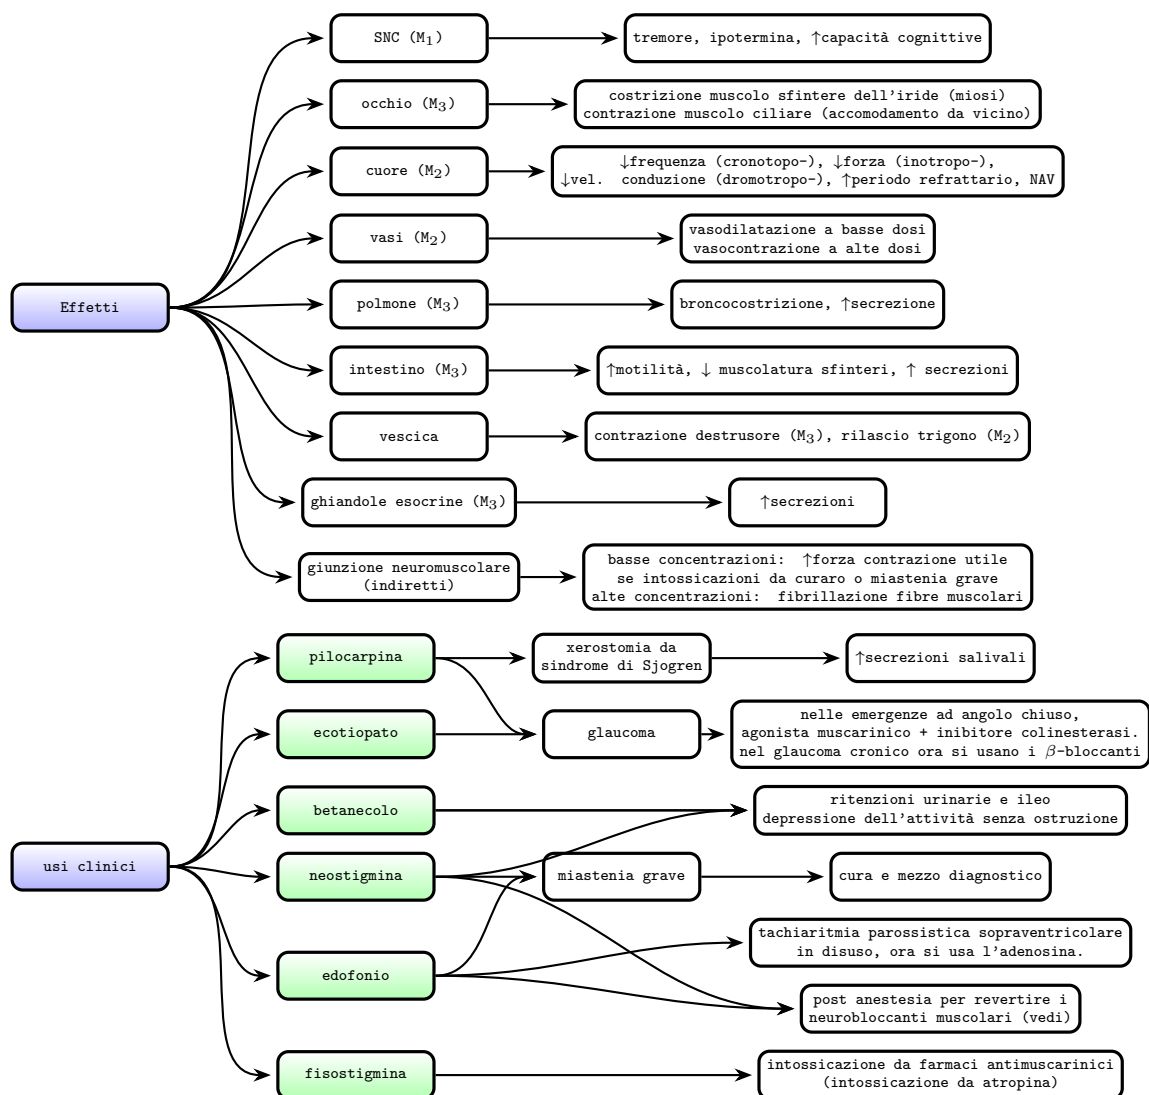 SNC (M₁)
tremore, ipotermina, ↑capacità cognittive
occhio (M₃)
costrizione muscolo sfintere dell'iride (miosi)
contrazione muscolo ciliare (accomodamento da vicino)
cuore (M₂)
↓frequenza (cronotopo-), ↓forza (inotropo-),
↓vel. conduzione (dromotropo-), ↑periodo refrattario, NAV
vasi (M₂)
vasodilatazione a basse dosi
vasocontrazione a alte dosi
Effetti
polmone (M₃)
broncocostrizione, ↑secrezione
intestino (M₃)
↑motilità, ↓ muscolatura sfinteri, ↑ secrezioni
vescica
contrazione destrusore (M₃), rilascio trigono (M₂)
ghiandole esocrine (M₃)
↑secrezioni
giunzione neuromuscolare
(indiretti)
basse concentrazioni: ↑forza contrazione utile
se intossicazioni da curaro o miastenia grave
alte concentrazioni: fibrillazione fibre muscolari
pilocarpina
xerostomia da
sindrome di Sjogren
↑secrezioni salivali
ecotiopato
glaucoma
nelle emergenze ad angolo chiuso,
agonista muscarinico + inibitore colinesterasi.
nel glaucoma cronico ora si usano i β-bloccanti
betanecolo
ritenzioni urinarie e ileo
depressione dell'attività senza ostruzione
usi clinici
neostigmina
miastenia grave
cura e mezzo diagnostico
edofonio
tachiaritmia parossistica sopraventricolare
in disuso, ora si usa l'adenosina.
post anestesia per revertire i
neurobloccanti muscolari (vedi)
fisostigmina
intossicazione da farmaci antimuscarinici
(intossicazione da atropina)